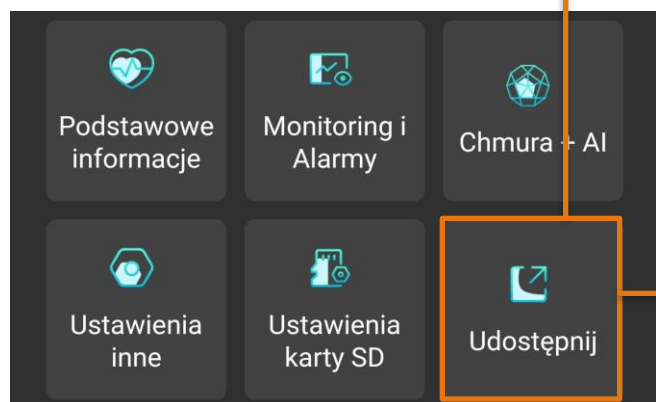 Podstawowe
informacje
Monitoring i
Alarmy
Chmura + AI
Ustawienia
inne
Ustawienia
karty SD
Udostępnij